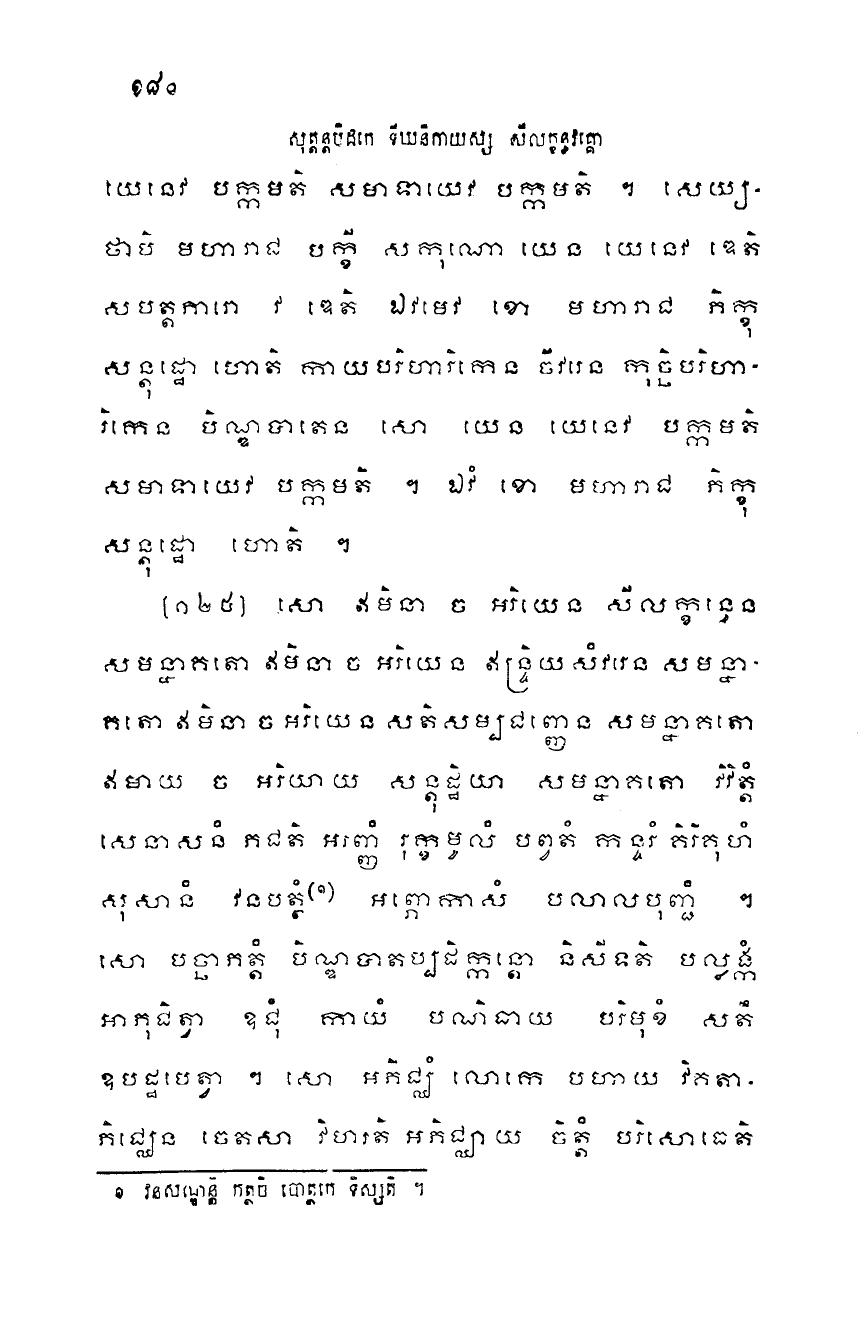 ១៨០
សុត្តន្តបិដកេ ទីឃនិកាយស្ស សីលក្ខន្ធវគ្គោ
យេនេវ បក្កមតិ សមាទាយេវ បក្កមតិ ។ សេយ្យ-
ថាបិ មហារាជ បក្ខី សកុណោ យេន យេនេវ ឌេតិ
សបត្តភារោ វ ឌេតិ ឯវមេវ ខោ មហារាជ ភិក្ខុ
សន្តុដ្ឋោ ហោតិ កាយបរិហារិកេន ចីវរេន កុច្ឆិបរិហា-
រិកេន បិណ្ឌបាតេន សោ យេន យេនេវ បក្កមតិ
សមាទាយេវ បក្កមតិ ។ ឯវំ ខោ មហារាជ ភិក្ខុ
សន្តុដ្ឋោ ហោតិ ។
(១២៥) សោ ឥមិនា ច អរិយេន សីលក្ខន្ធេន
សមន្នាគតោ ឥមិនា ច អរិយេន ឥន្ទ្រិយសំវរេន សមន្នា-
គតោ ឥមិនា ច អរិយេន សតិសម្បជញ្ញេន សមន្នាគតោ
ឥមាយ ច អរិយាយ សន្តុដ្ឋិយា សមន្នាគតោ វិវិត្តំ
សេនាសនំ ភជតិ អរញ្ញំ រុក្ខមូលំ បព្វតំ កន្ទរំ គិរិគុហំ
សុសានំ វនបត្ថំ(១) អព្ភោកាសំ បលាលបុញ្ជំ ។
សោ បច្ឆាភត្តំ បិណ្ឌបាតប្បដិក្កន្តោ និសីទតិ បល្លង្កំ
អាភុជិត្វា ឧជុំ កាយំ បណិធាយ បរិមុខំ សតឹ
ឧបដ្ឋបេត្វា ។ សោ អភិជ្ឈំ លោកេ បហាយ វិគតា-
ភិជ្ឈេន ចេតសា វិហរតិ អភិជ្ឈាយ ចិត្តំ បរិសោធេតិ
១ វនសណ្ឌន្តិ កត្ថចិ បោត្ថកេ ទិស្សតិ ។